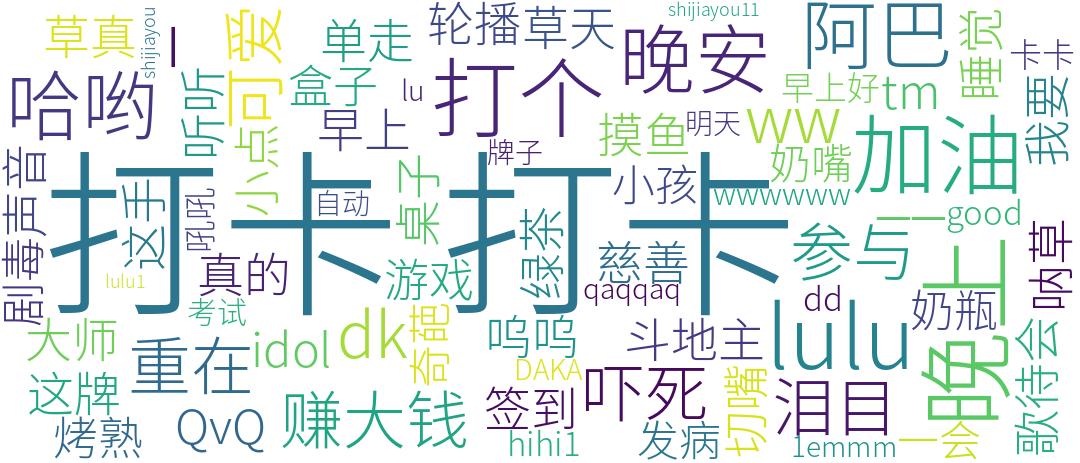 草真
shijiayou
一
可爱
单走
轮播
草天
shijiayou11
晚安
阿巴
睡觉
卡卡
哈哟
听听
盒子
lu
打个
早上好
tm
我要
小点
早上
牌子
摸鱼
明天
ww
奶嘴
加油
剧毒
声音
打卡打卡
这手
吼吼
自动
桌子
绿茶
小孩
wwwwww
一一
good
真的
游戏
慈善
参与
晚上
呐草
lulu1
考试
qaqqaq
dd
奶瓶
大师
重在
idol
dk
奇葩
呜呜
斗地主
lulu
歌待会
这牌
DAKA
吓死
切嘴
泪目
烤熟
QvQ
赚大钱
签到
hihi1
发病
1emmm
一会